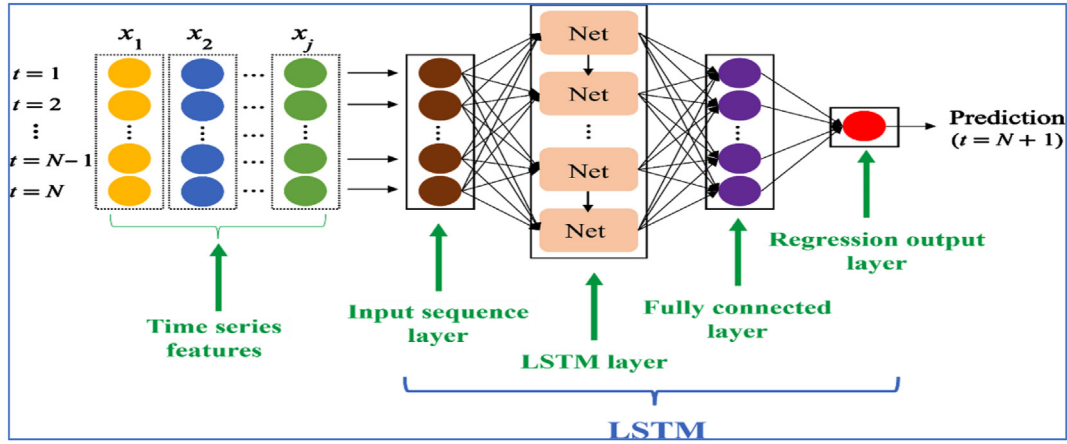 x₁ x₂ xⱼ
t = 1 ...
t = 2 ...
⋮
t = N−1 ...
t = N ...
Net
Net
Net
Net
Prediction
(t = N + 1)
Time series
features
Input sequence
layer
LSTM layer
Fully connected
layer
Regression output
layer
LSTM